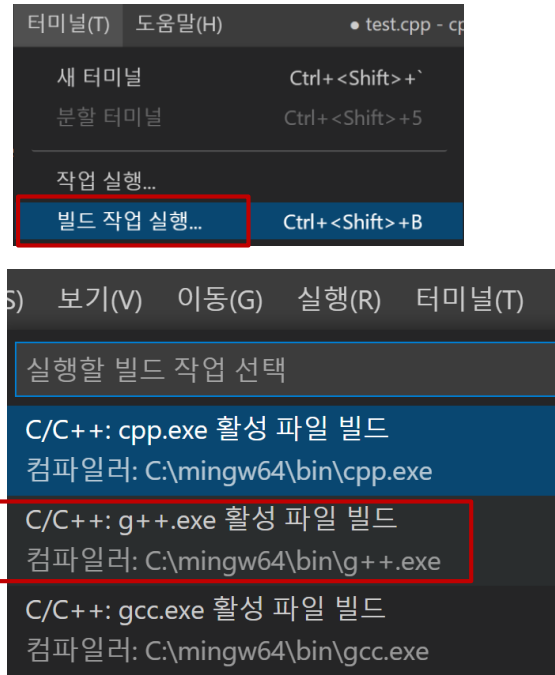 터미널(T) 도움말(H) ● test.cpp - cp
새 터미널 Ctrl+<Shift>+`
분할 터미널 Ctrl+<Shift>+5
작업 실행...
빌드 작업 실행... Ctrl+<Shift>+B
S) 보기(V) 이동(G) 실행(R) 터미널(T)
실행할 빌드 작업 선택
C/C++: cpp.exe 활성 파일 빌드
컴파일러: C:\mingw64\bin\cpp.exe
C/C++: g++.exe 활성 파일 빌드
컴파일러: C:\mingw64\bin\g++.exe
C/C++: gcc.exe 활성 파일 빌드
컴파일러: C:\mingw64\bin\gcc.exe